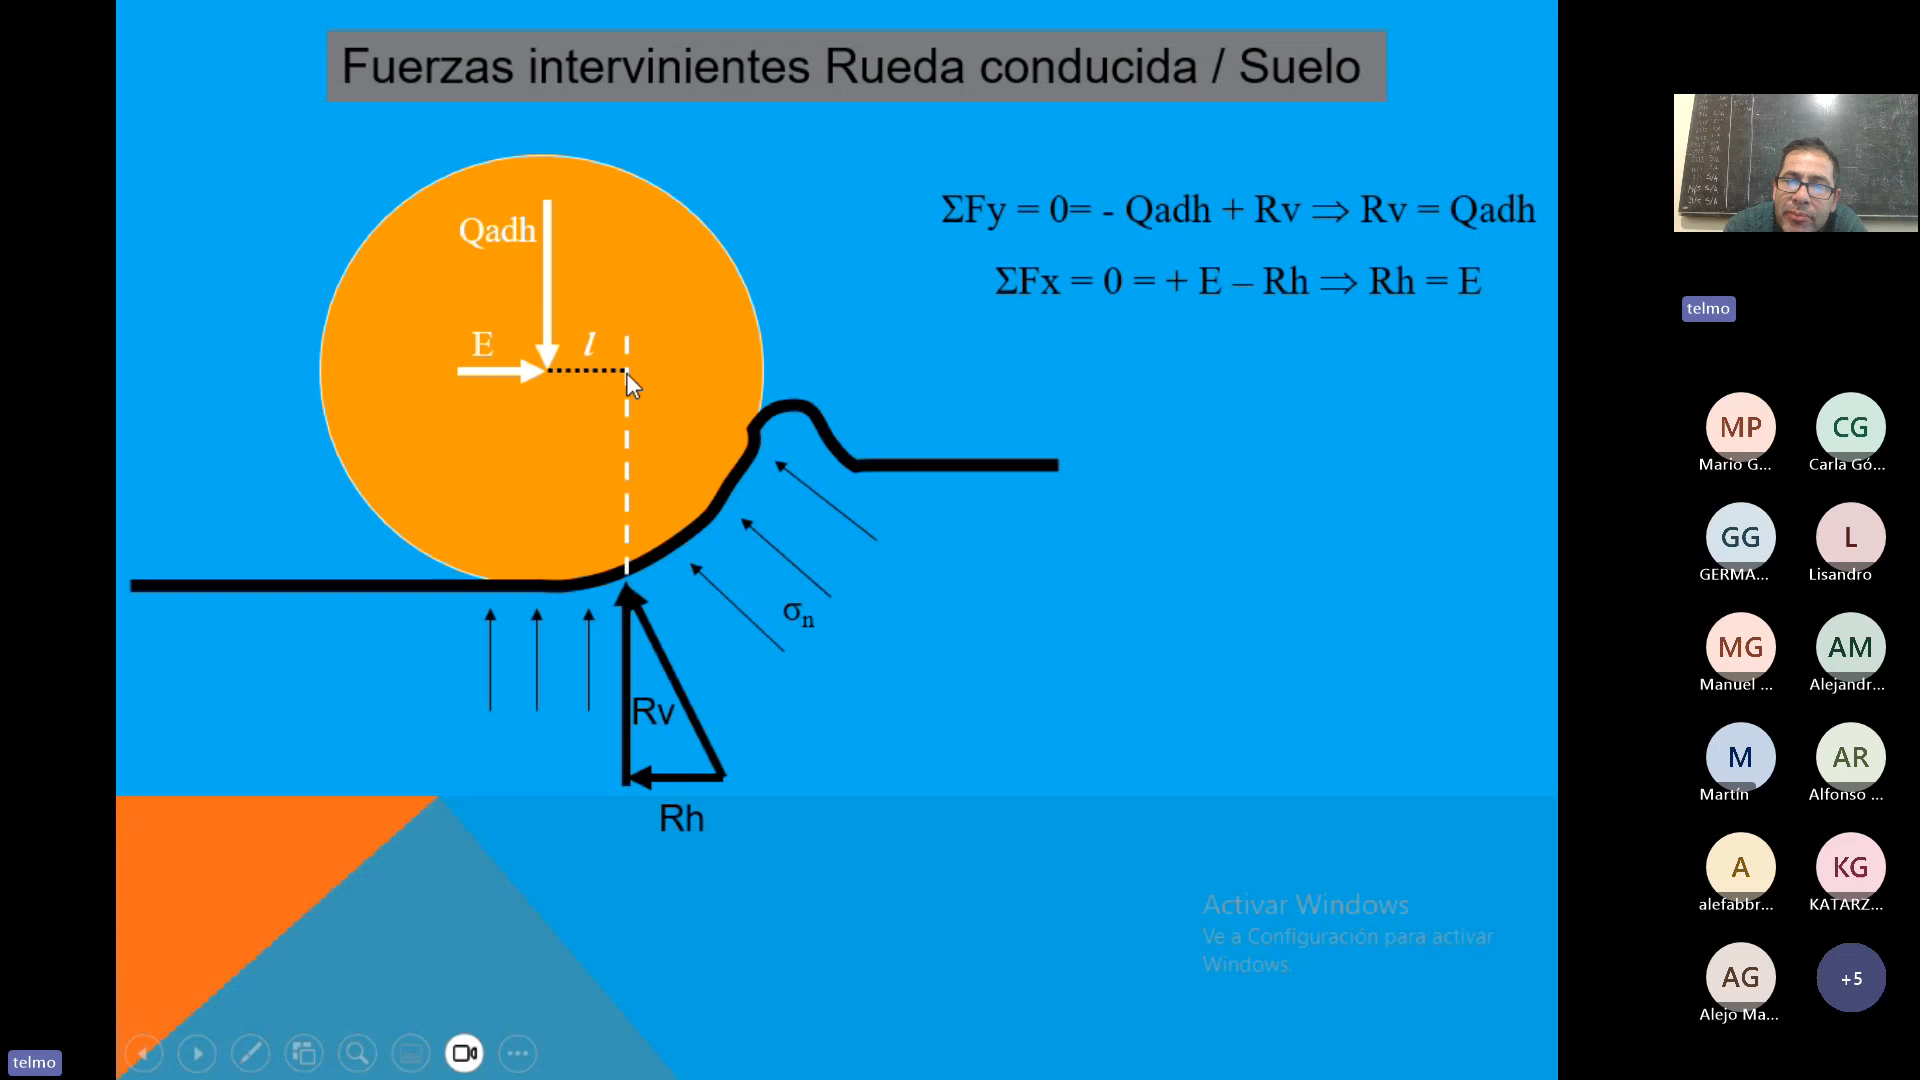 Fuerzas intervinientes Rueda conducida / Suelo
Qadh
E
l
ΣFy = 0= - Qadh + Rv ⇒ Rv = Qadh
ΣFx = 0 = + E – Rh ⇒ Rh = E
σn
Rv
Rh
Activar Windows
Ve a Configuración para activar
Windows.
telmo
telmo
MP
Mario G...
CG
Carla Gó...
GG
GERMA...
L
Lisandro
MG
Manuel ...
AM
Alejandr...
M
Martín
AR
Alfonso ...
A
alefabbr...
KG
KATARZ...
AG
Alejo Ma...
+5